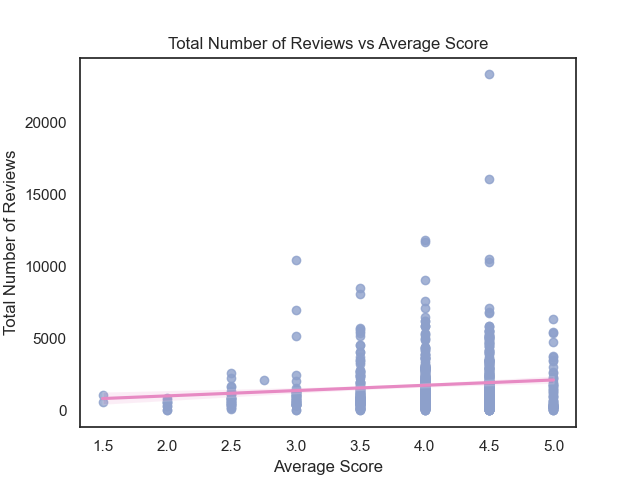 Total Number of Reviews vs Average Score
Total Number of Reviews
20000
15000
10000
5000
0
1.5 2.0 2.5 3.0 3.5 4.0 4.5 5.0
Average Score